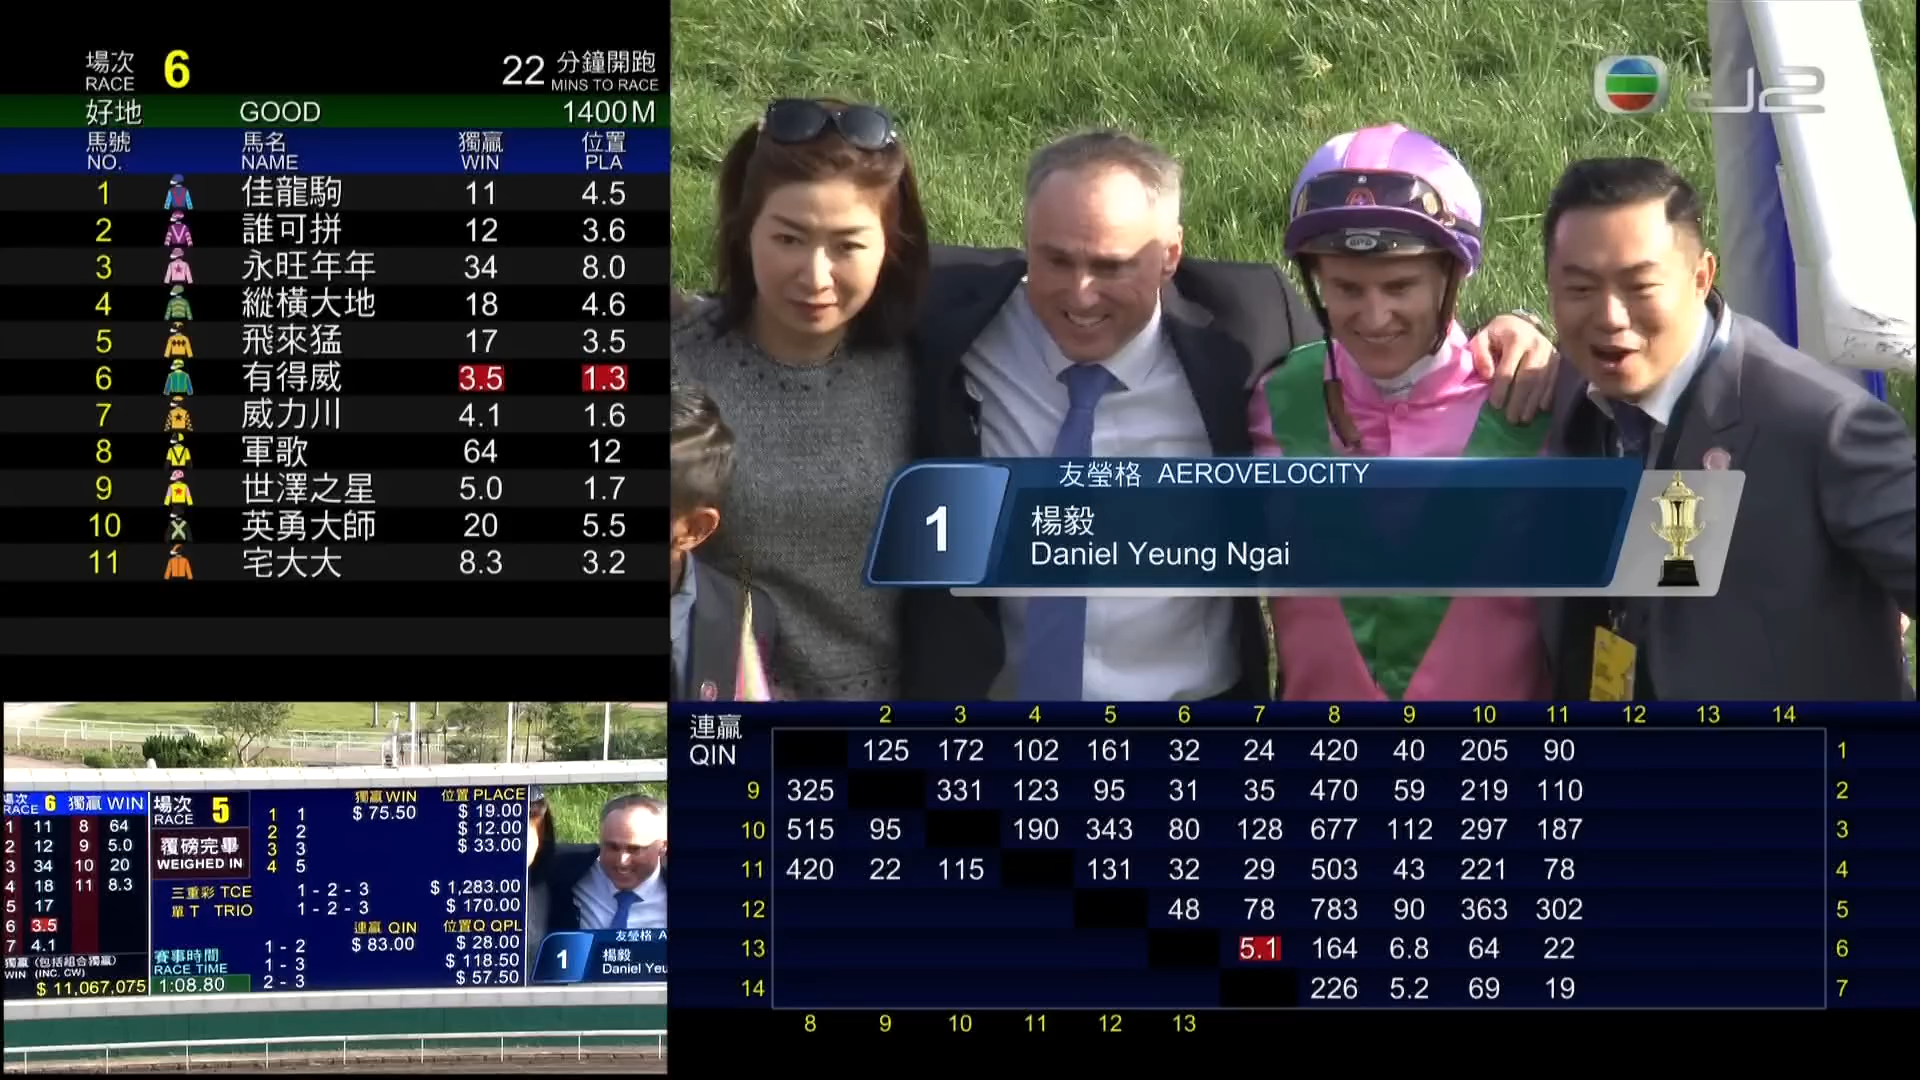 場次 6 22 分鐘開跑
RACE MINS TO RACE
好地 GOOD 1400M
馬號 馬名 獨贏 位置
NO. NAME WIN PLA
1 佳龍駒 11 4.5
2 誰可拼 12 3.6
3 永旺年年 34 8.0
4 縱橫大地 18 4.6
5 飛來猛 17 3.5
6 有得威 3.5 1.3
7 威力川 4.1 1.6
8 軍歌 64 12
9 世澤之星 5.0 1.7
10 英勇大師 20 5.5
11 宅大大 8.3 3.2
J2
友瑩格 AEROVELOCITY
1
楊毅
Daniel Yeung Ngai
場次 RACE 6 獨贏 WIN
1 11 8 64
2 12 9 5.0
3 34 10 20
4 18 11 8.3
5 17
6 3.5
7 4.1
獨贏 (包括組合獨贏)
WIN (INC. CW)
$ 11,067,075
場次 RACE 5
覆磅完畢
WEIGHED IN
獨贏 WIN 位置 PLACE
1 1 $ 75.50 $ 19.00
2 2 $ 12.00
3 3 $ 33.00
4 5
三重彩 TCE 1 - 2 - 3 $ 1,283.00
單T TRIO 1 - 2 - 3 $ 170.00
連贏 QIN 位置Q QPL
1 - 2 $ 83.00 $ 28.00
1 - 3 $ 118.50
2 - 3 $ 57.50
賽事時間
RACE TIME
1:08.80
友瑩格 A
1
楊毅
Daniel Yeu
連贏
QIN
2 3 4 5 6 7 8 9 10 11 12 13 14
125 172 102 161 32 24 420 40 205 90 1
9 325 331 123 95 31 35 470 59 219 110 2
10 515 95 190 343 80 128 677 112 297 187 3
11 420 22 115 131 32 29 503 43 221 78 4
12 48 78 783 90 363 302 5
13 5.1 164 6.8 64 22 6
14 226 5.2 69 19 7
8 9 10 11 12 13